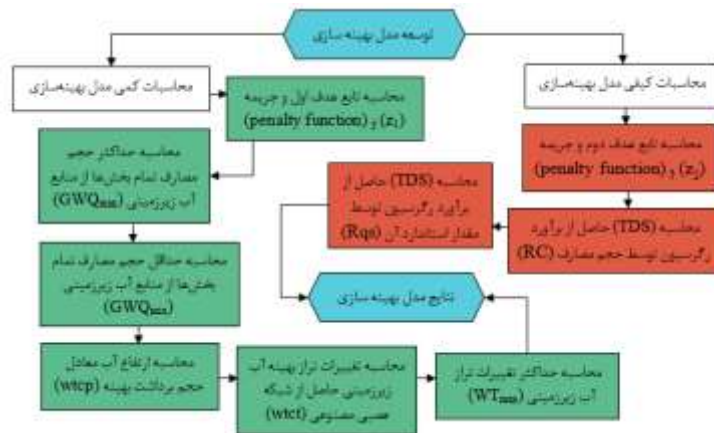 توسعه مدل بهینه سازی
محاسبات کمی مدل بهینه‌سازی
محاسبات کیفی مدل بهینه‌سازی
محاسبه تابع هدف اول و جریمه
(z₁) و (penalty function)
محاسبه تابع هدف دوم و جریمه
(z₂) و (penalty function)
محاسبه حداکثر حجم
مصارف تمام بخش‌ها از منابع
آب زیرزمینی (GWQmax)
محاسبه (TDS) حاصل از
برآورد رگرسیون توسط
مقدار استاندارد آن (Rqs)
محاسبه (TDS) حاصل از برآورد
رگرسیون توسط حجم مصارف (RC)
محاسبه حداقل حجم مصارف تمام
بخش‌ها از منابع آب زیرزمینی
(GWQmin)
نتایج مدل بهینه سازی
محاسبه ارتفاع آب معادل
حجم برداشت بهینه (wtcp)
محاسبه تغییرات تراز بهینه آب
زیرزمینی حاصل از شبکه
عصبی مصنوعی (wtct)
محاسبه حداکثر تغییرات تراز
آب زیرزمینی (WTmax)